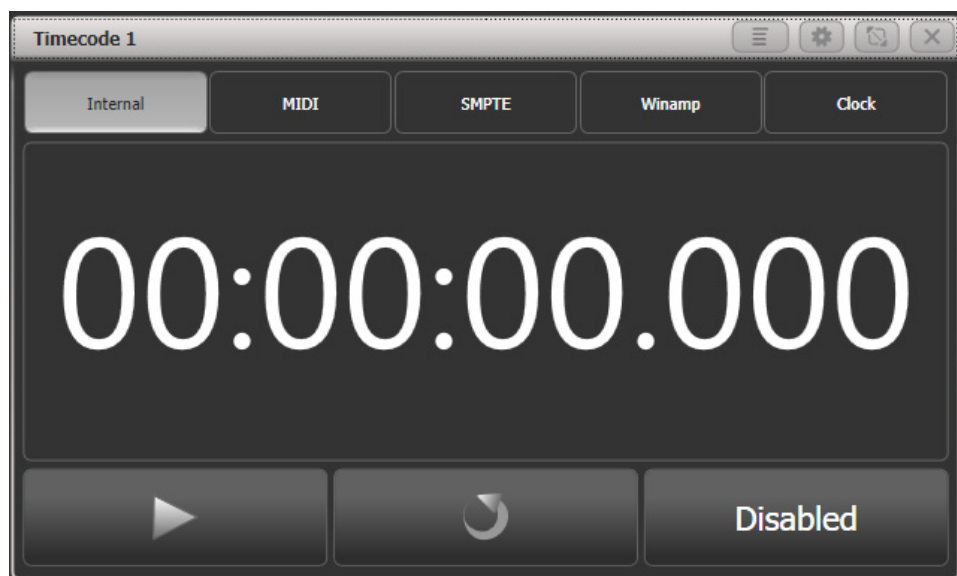 Timecode 1
Internal MIDI SMPTE Winamp Clock
00:00:00.000
Disabled